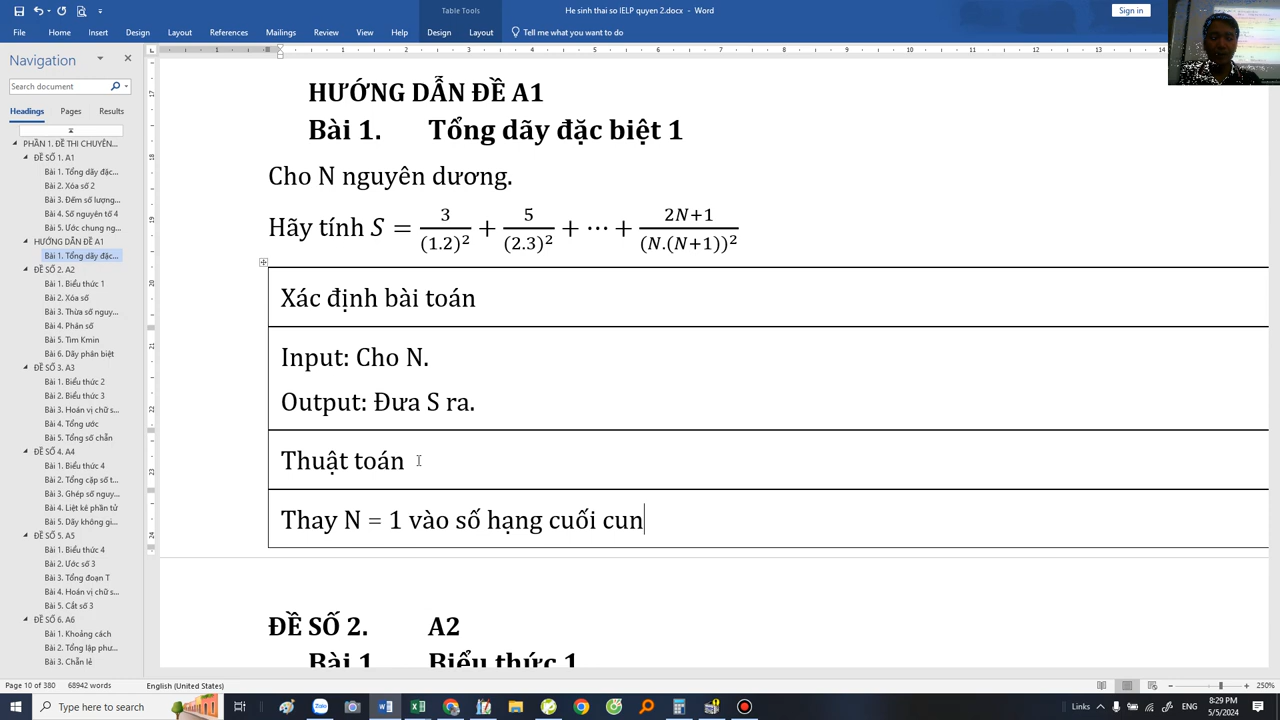 Table Tools
He sinh thai so IELP quyen 2.docx - Word
Sign in
File Home Insert Design Layout References Mailings Review View Help Design Layout Tell me what you want to do
Navigation
Search document
Headings Pages Results
PHẦN 1. ĐỀ THI CHUYÊN...
ĐỀ SỐ 1. A1
Bài 1. Tổng dãy đặc...
Bài 2. Xóa số 2
Bài 3. Đếm số lượng...
Bài 4. Số nguyên tố 4
Bài 5. Ước chung ng...
HƯỚNG DẪN ĐỀ A1
Bài 1. Tổng dãy đặc...
ĐỀ SỐ 2. A2
Bài 1. Biểu thức 1
Bài 2. Xóa số
Bài 3. Thừa số nguy...
Bài 4. Phân số
Bài 5. Tìm Kmin
Bài 6. Dãy phân biệt
ĐỀ SỐ 3. A3
Bài 1. Biểu thức 2
Bài 2. Biểu thức 3
Bài 3. Hoán vị chữ s...
Bài 4. Tổng ước
Bài 5. Tổng số chẵn
ĐỀ SỐ 4. A4
Bài 1. Biểu thức 4
Bài 2. Tổng cặp số t...
Bài 3. Ghép số nguy...
Bài 4. Liệt kê phần tử
Bài 5. Dãy không gi...
ĐỀ SỐ 5. A5
Bài 1. Biểu thức 4
Bài 2. Ước số 3
Bài 3. Tổng đoạn T
Bài 4. Hoán vị chữ s...
Bài 5. Cắt số 3
ĐỀ SỐ 6. A6
Bài 1. Khoảng cách
Bài 2. Tổng lập phư...
Bài 3. Chẵn lẻ
HƯỚNG DẪN ĐỀ A1
Bài 1. Tổng dãy đặc biệt 1
Cho N nguyên dương.
Hãy tính S = 3/(1.2)² + 5/(2.3)² + ⋯ + 2N+1/(N.(N+1))²
Xác định bài toán
Input: Cho N.
Output: Đưa S ra.
Thuật toán
Thay N = 1 vào số hạng cuối cun
ĐỀ SỐ 2. A2
Bài 1 Biểu thức 1
Page 10 of 380 68942 words English (United States) 250%
Type here to search
ENG
8:29 PM
5/5/2024